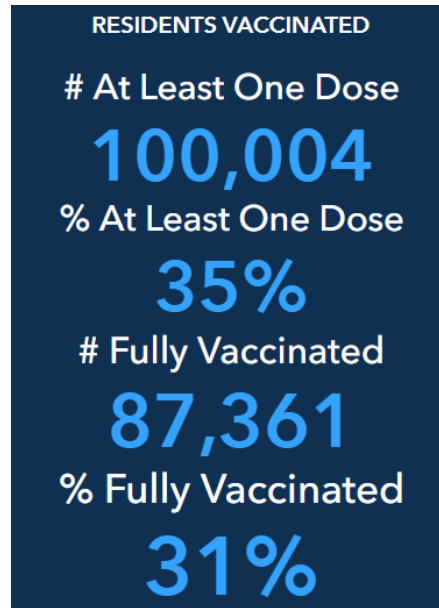 RESIDENTS VACCINATED
# At Least One Dose
100,004
% At Least One Dose
35%
# Fully Vaccinated
87,361
% Fully Vaccinated
31%